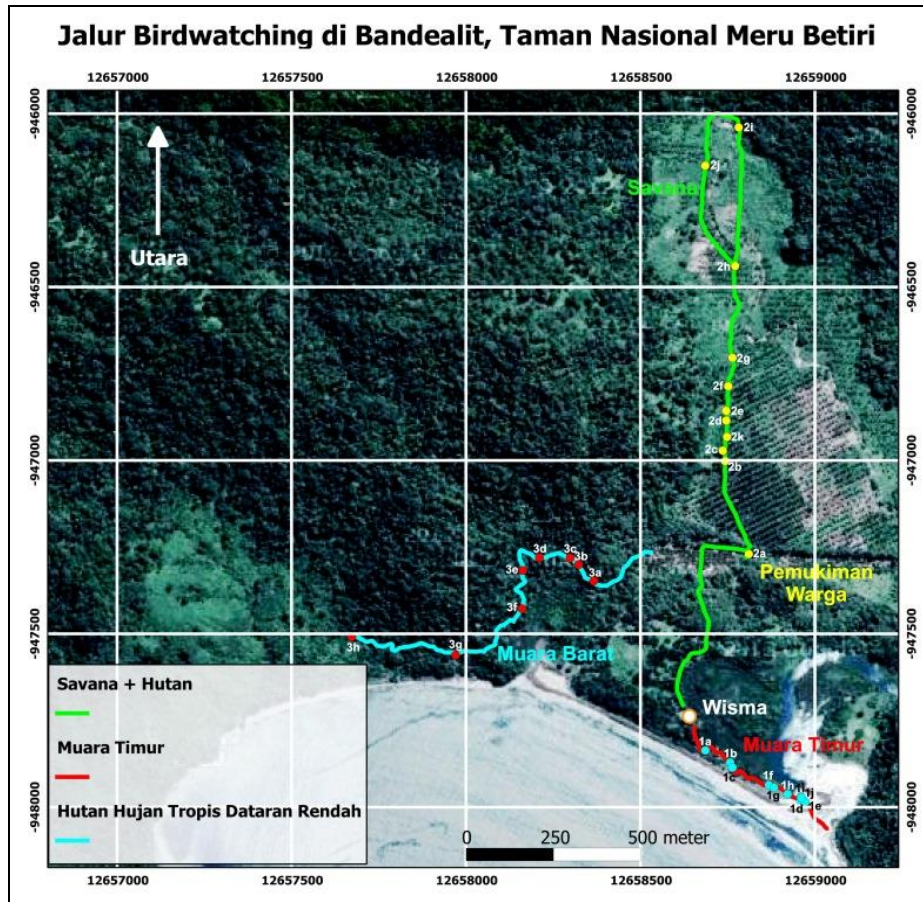 Jalur Birdwatching di Bandealit, Taman Nasional Meru Betiri
12657000 12657500 12658000 12658500 12659000
-946000
-946000
2i
2j
Savana
Utara
2h
-946500
-946500
2g
2f
2e
2d
2k
2c
-947000
-947000
2b
3d 3c
3b
2a
3e
3a
Pemukiman
Warga
3f
-947500
-947500
3h
3g
Muara Barat
Savana + Hutan
Wisma
Muara Timur
1a
1b
Muara Timur
1c
1f
1h
1i
1j
1g
1d
1e
-948000
-948000
Hutan Hujan Tropis Dataran Rendah
0 250 500 meter
12657000 12657500 12658000 12658500 12659000